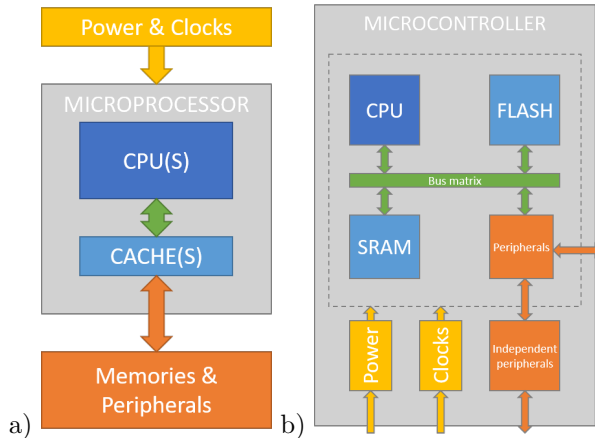 Power & Clocks
MICROPROCESSOR
CPU(S)
CACHE(S)
Memories &
Peripherals
a)
MICROCONTROLLER
CPU
FLASH
Bus matrix
SRAM
Peripherals
Power
Clocks
Independent
peripherals
b)